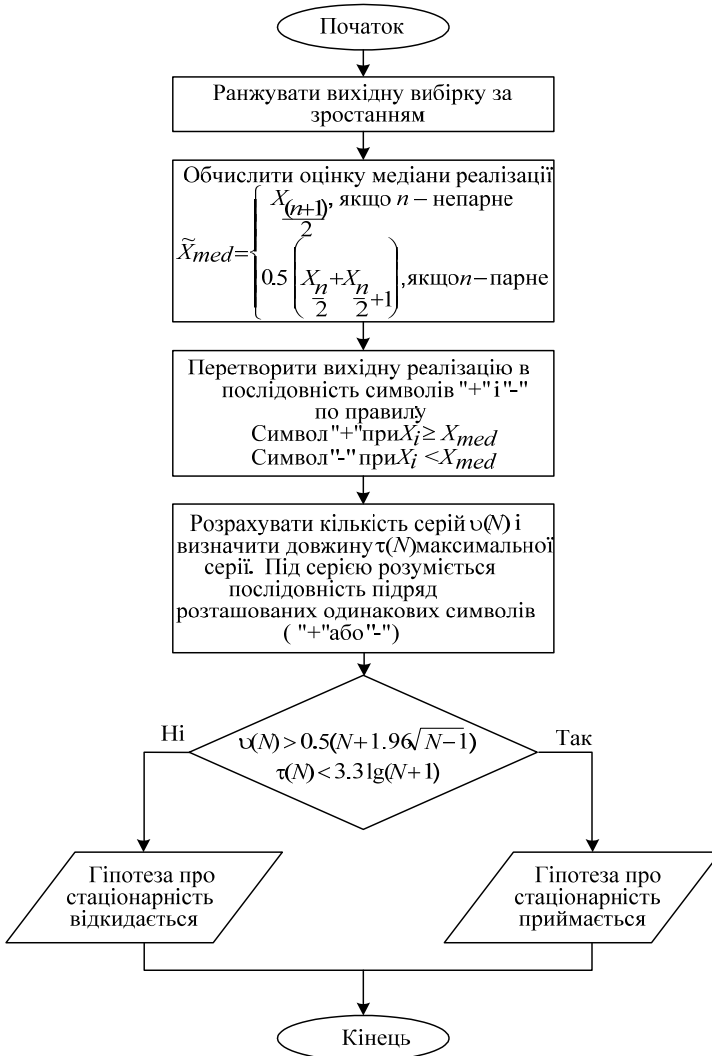 Початок
Ранжувати вихідну вибірку за
зростанням
Обчислити оцінку медіани реалізації
X̃med = { X(n+1)/2, якщо n – непарне
0.5 (Xn/2 + Xn/2+1), якщо n – парне
Перетворити вихідну реалізацію в
послідовність символів "+" і "-"
по правилу
Символ "+" при Xi ≥ Xmed
Символ "-" при Xi < Xmed
Розрахувати кількість серій υ(N) і
визначити довжину τ(N) максимальної
серії. Під серією розуміється
послідовність підряд
розташованих одинакових символів
( "+" або "-")
Ні
υ(N) > 0.5(N+1.96√N−1)
τ(N) < 3.3 lg(N+1)
Так
Гіпотеза про
стаціонарність
відкидається
Гіпотеза про
стаціонарність
приймається
Кінець